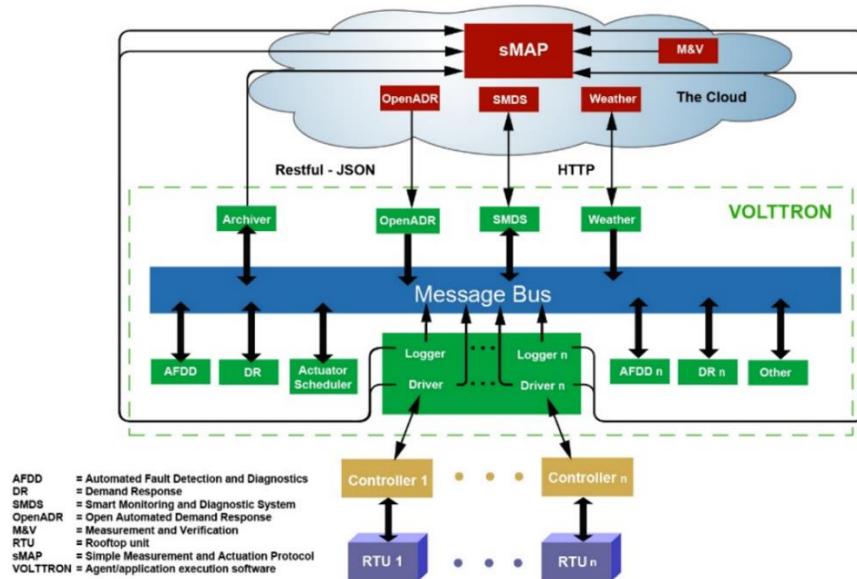 sMAP
M&V
OpenADR
SMDS
Weather
The Cloud
Restful - JSON
HTTP
VOLTTRON
Archiver
OpenADR
SMDS
Weather
Message Bus
Logger
Logger n
Driver
Driver n
AFDD
DR
Actuator
Scheduler
AFDD n
DR n
Other
Controller 1
Controller n
RTU 1
RTU n
AFDD = Automated Fault Detection and Diagnostics
DR = Demand Response
SMDS = Smart Monitoring and Diagnostic System
OpenADR = Open Automated Demand Response
M&V = Measurement and Verification
RTU = Rooftop unit
sMAP = Simple Measurement and Actuation Protocol
VOLTTRON = Agent/application execution software